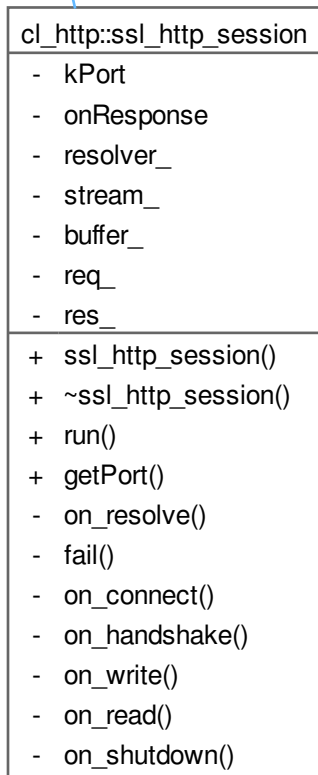 cl_http::ssl_http_session
- kPort
- onResponse
- resolver_
- stream_
- buffer_
- req_
- res_
+ ssl_http_session()
+ ~ssl_http_session()
+ run()
+ getPort()
- on_resolve()
- fail()
- on_connect()
- on_handshake()
- on_write()
- on_read()
- on_shutdown()